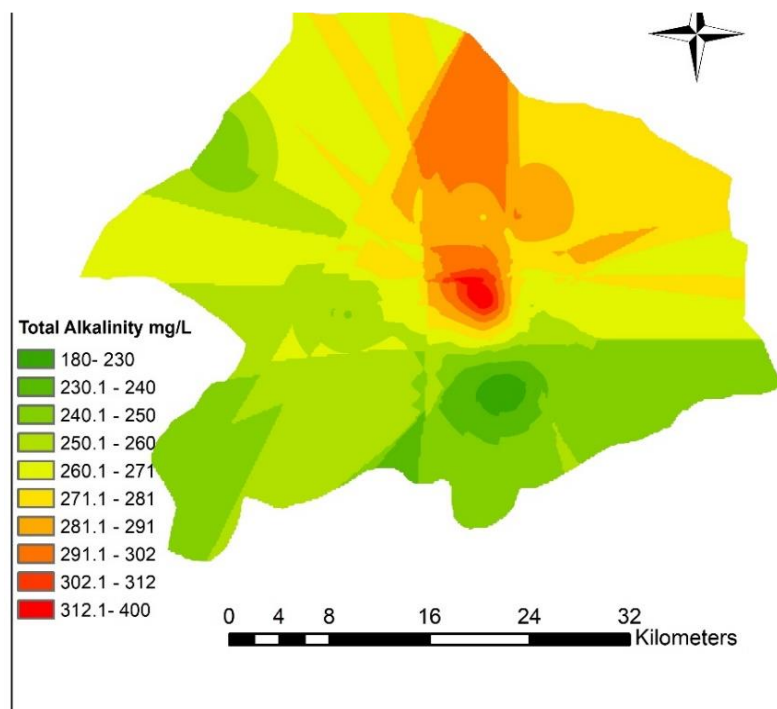 Total Alkalinity mg/L
180- 230
230.1 - 240
240.1 - 250
250.1 - 260
260.1 - 271
271.1 - 281
281.1 - 291
291.1 - 302
302.1 - 312
312.1- 400
0 4 8 16 24 32
Kilometers